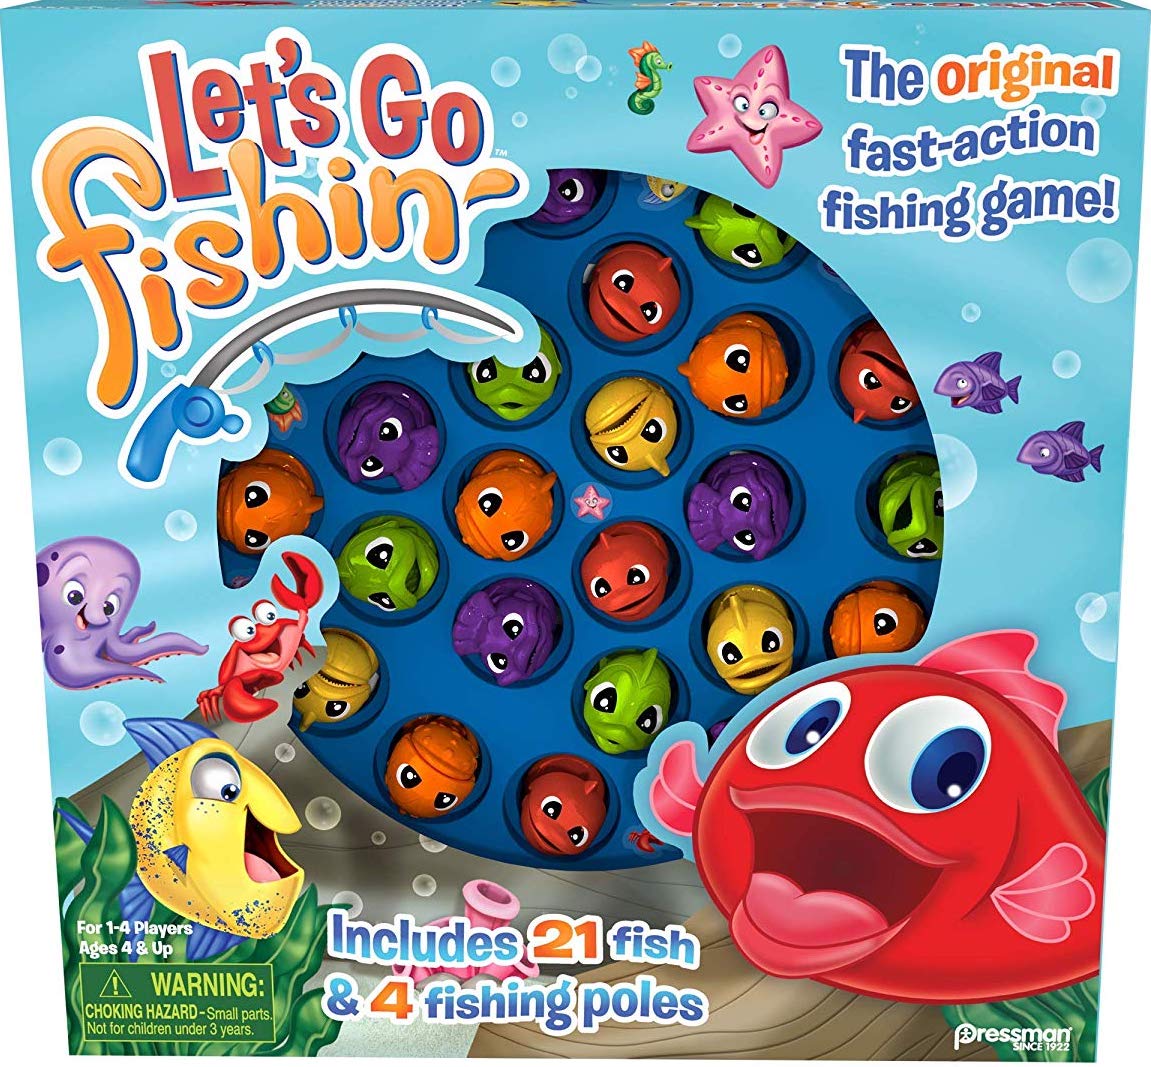 Let's Go
fishin'
TM
The original
fast-action
fishing game!
For 1-4 Players
Ages 4 & Up
WARNING:
CHOKING HAZARD - Small parts.
Not for children under 3 years.
Includes 21 fish
& 4 fishing poles
Pressman
SINCE 1922